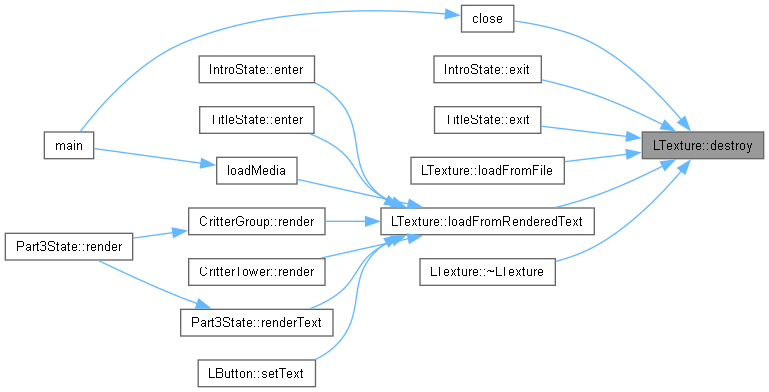 close
IntroState::enter
IntroState::exit
TitleState::enter
TitleState::exit
main
LTexture::destroy
loadMedia
LTexture::loadFromFile
CritterGroup::render
LTexture::loadFromRenderedText
Part3State::render
CritterTower::render
LTexture::~LTexture
Part3State::renderText
LButton::setText